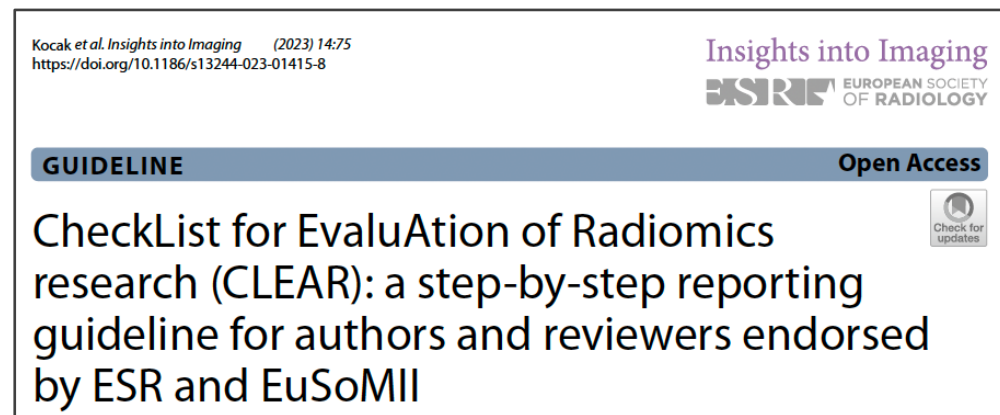 Kocak et al. Insights into Imaging (2023) 14:75
https://doi.org/10.1186/s13244-023-01415-8
Insights into Imaging
ESR EUROPEAN SOCIETY
OF RADIOLOGY
GUIDELINE
Open Access
Check for
updates
CheckList for EvaluAtion of Radiomics
research (CLEAR): a step-by-step reporting
guideline for authors and reviewers endorsed
by ESR and EuSoMII